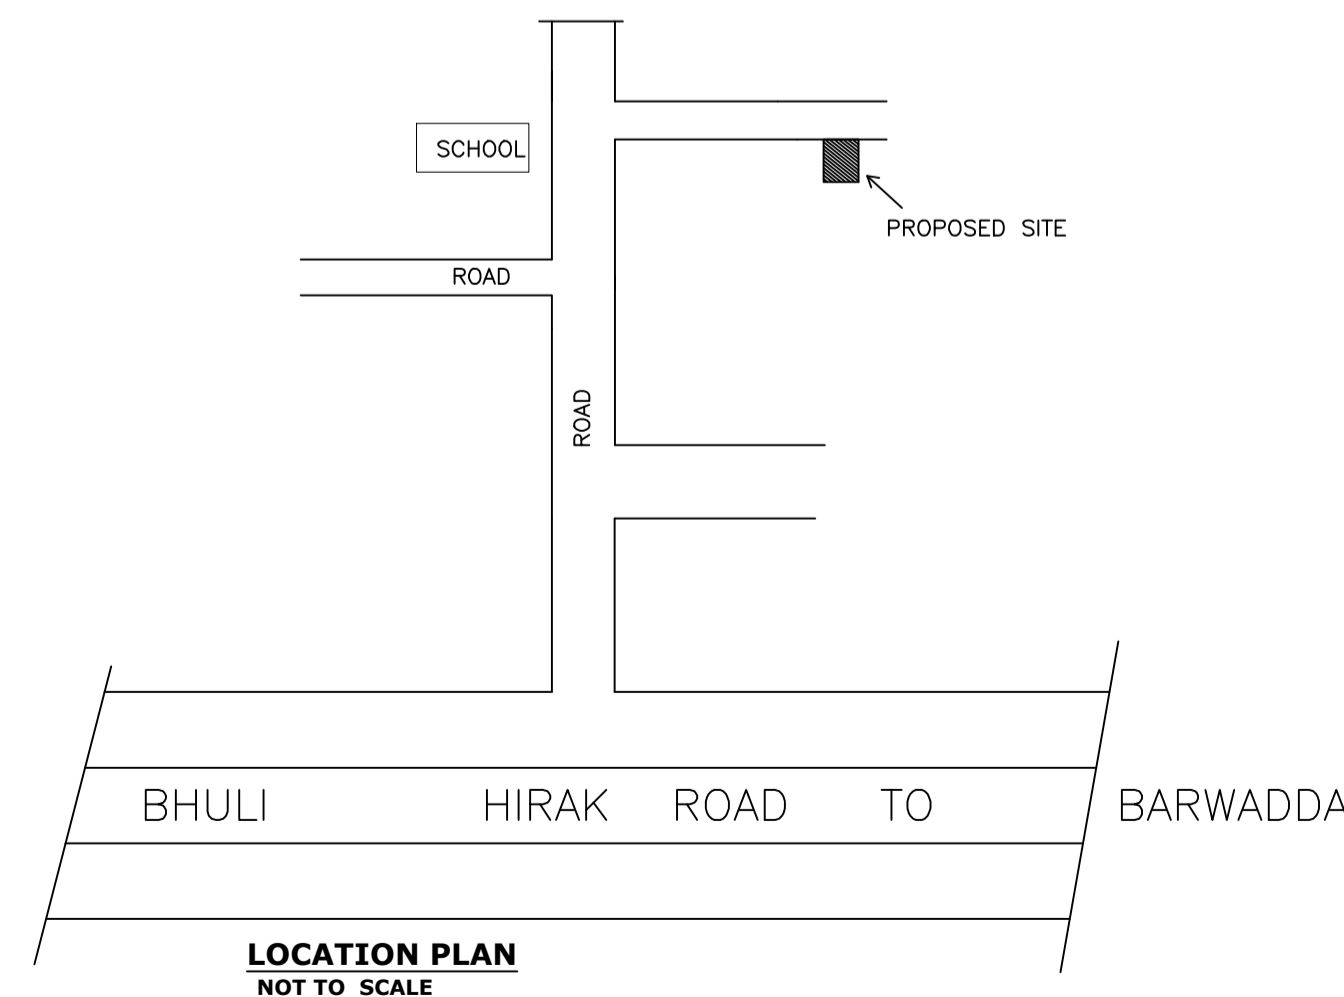 SCHOOL
PROPOSED SITE
ROAD
ROAD
BHULI HIRAK ROAD TO BARWADDA
LOCATION PLAN
NOT TO SCALE